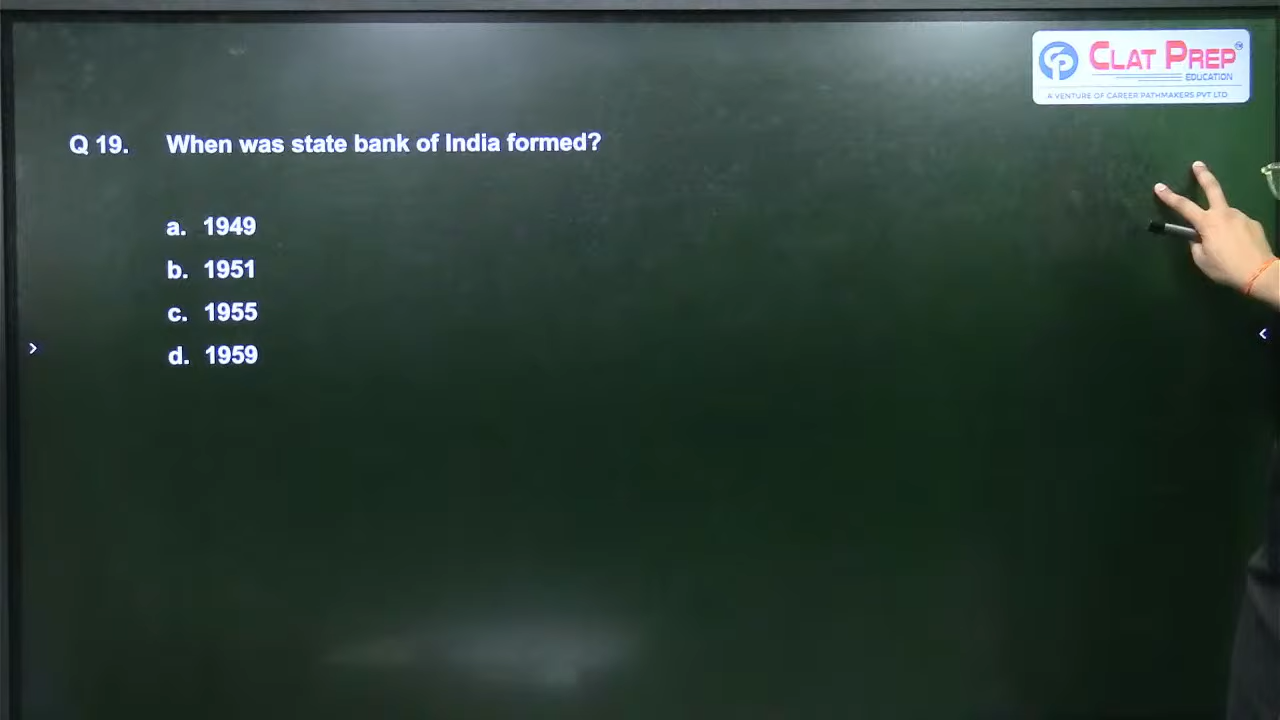 CLAT PREP TM
EDUCATION
A VENTURE OF CAREER PATHMAKERS PVT LTD
Q 19. When was state bank of India formed?
a. 1949
b. 1951
c. 1955
d. 1959